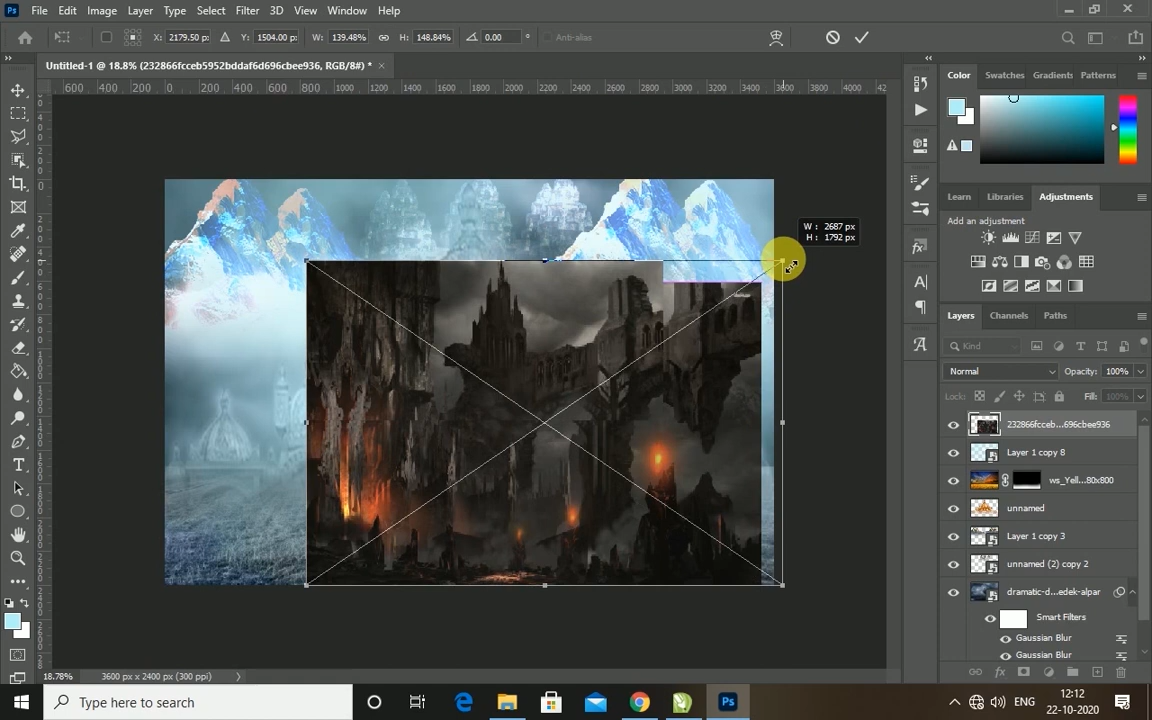 Ps File Edit Image Layer Type Select Filter 3D View Window Help
X: 2179.50 px Y: 1504.00 px W: 139.48% H: 148.84% 0.00 ° Anti-alias
Untitled-1 @ 18.8% (232866fcceb5952bddaf6d696cbee936, RGB/8#) * ×
600 400 200 0 200 400 600 800 1000 1200 1400 1600 1800 2000 2200 2400 2600 2800 3000 3200 3400 3600 3800 4000 42
Color Swatches Gradients Patterns
Learn Libraries Adjustments
Add an adjustment
W : 2687 px
H : 1792 px
Layers Channels Paths
Kind
Normal Opacity: 100%
Lock: Fill: 100%
232866fcceb...696cbee936
Layer 1 copy 8
ws_Yell...80x800
unnamed
Layer 1 copy 3
unnamed (2) copy 2
dramatic-d...edek-alpar
Smart Filters
Gaussian Blur
Gaussian Blur
18.78% 3600 px x 2400 px (300 ppi)
Type here to search
Ps
ENG
12:12
22-10-2020